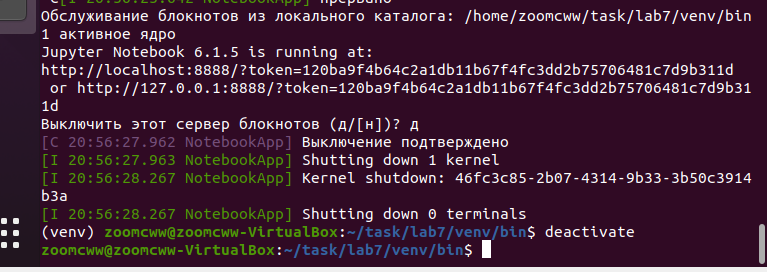 Обслуживание блокнотов из локального каталога: /home/zoomcww/task/lab7/venv/bin
1 активное ядро
Jupyter Notebook 6.1.5 is running at:
http://localhost:8888/?token=120ba9f4b64c2a1db11b67f4fc3dd2b75706481c7d9b311d
 or http://127.0.0.1:8888/?token=120ba9f4b64c2a1db11b67f4fc3dd2b75706481c7d9b31
1d
Выключить этот сервер блокнотов (д/[н])? д
[C 20:56:27.962 NotebookApp] Выключение подтверждено
[I 20:56:27.963 NotebookApp] Shutting down 1 kernel
[I 20:56:28.267 NotebookApp] Kernel shutdown: 46fc3c85-2b07-4314-9b33-3b50c3914
b3a
[I 20:56:28.267 NotebookApp] Shutting down 0 terminals
(venv) zoomcww@zoomcww-VirtualBox:~/task/lab7/venv/bin$ deactivate
zoomcww@zoomcww-VirtualBox:~/task/lab7/venv/bin$